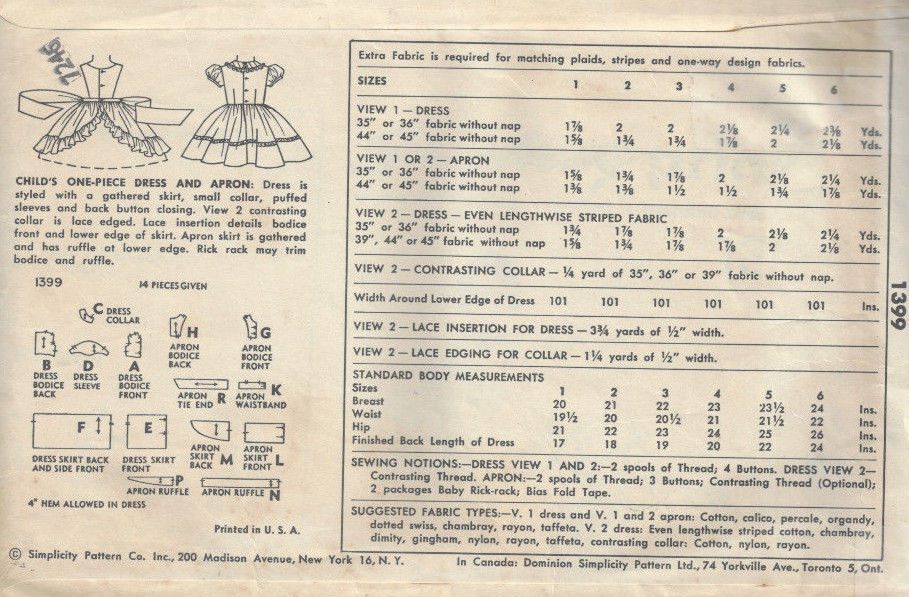 7246
CHILD'S ONE-PIECE DRESS AND APRON: Dress is
styled with a gathered skirt, small collar, puffed
sleeves and back button closing. View 2 contrasting
collar is lace edged. Lace insertion details bodice
front and lower edge of skirt. Apron skirt is gathered
and has ruffle at lower edge. Rick rack may trim
bodice and ruffle.
1399 14 PIECES GIVEN
C DRESS COLLAR
H APRON BODICE BACK
G APRON BODICE FRONT
B DRESS BODICE BACK
D DRESS SLEEVE
A DRESS BODICE FRONT
R APRON TIE END
K APRON WAISTBAND
F DRESS SKIRT BACK AND SIDE FRONT
E DRESS SKIRT FRONT
M APRON SKIRT BACK
L APRON SKIRT FRONT
P APRON RUFFLE
N APRON RUFFLE
4" HEM ALLOWED IN DRESS
Printed in U. S. A.
Extra Fabric is required for matching plaids, stripes and one-way design fabrics.
SIZES 1 2 3 4 5 6
VIEW 1 — DRESS
35" or 36" fabric without nap 1⅞ 2 2 2⅛ 2¼ 2⅜ Yds.
44" or 45" fabric without nap 1⅝ 1¾ 1¾ 1⅞ 2 2⅛ Yds.
VIEW 1 OR 2 — APRON
35" or 36" fabric without nap 1⅝ 1¾ 1⅞ 2 2⅛ 2¼ Yds.
44" or 45" fabric without nap 1⅜ 1⅜ 1½ 1½ 1¾ 1⅞ Yds.
VIEW 2 — DRESS — EVEN LENGTHWISE STRIPED FABRIC
35" or 36" fabric without nap 1¾ 1⅞ 1⅞ 2 2⅛ 2¼ Yds.
39", 44" or 45" fabric without nap 1⅝ 1¾ 1⅞ 1⅞ 2 2⅛ Yds.
VIEW 2 — CONTRASTING COLLAR — ¼ yard of 35", 36" or 39" fabric without nap.
Width Around Lower Edge of Dress 101 101 101 101 101 101 Ins.
VIEW 2 — LACE INSERTION FOR DRESS — 3¾ yards of ½" width.
VIEW 2 — LACE EDGING FOR COLLAR — 1¼ yards of ½" width.
STANDARD BODY MEASUREMENTS
Sizes 1 2 3 4 5 6
Breast 20 21 22 23 23½ 24 Ins.
Waist 19½ 20 20½ 21 21½ 22 Ins.
Hip 21 22 23 24 25 26 Ins.
Finished Back Length of Dress 17 18 19 20 22 24 Ins.
SEWING NOTIONS:—DRESS VIEW 1 AND 2:—2 spools of Thread; 4 Buttons. DRESS VIEW 2—
Contrasting Thread. APRON:—2 spools of Thread; 3 Buttons; Contrasting Thread (Optional);
2 packages Baby Rick-rack; Bias Fold Tape.
SUGGESTED FABRIC TYPES:—V. 1 dress and V. 1 and 2 apron: Cotton, calico, percale, organdy,
dotted swiss, chambray, rayon, taffeta. V. 2 dress: Even lengthwise striped cotton, chambray,
dimity, gingham, nylon, rayon, taffeta, contrasting collar: Cotton, nylon, rayon.
1399
© Simplicity Pattern Co. Inc., 200 Madison Avenue, New York 16, N. Y. In Canada: Dominion Simplicity Pattern Ltd., 74 Yorkville Ave., Toronto 5, Ont.